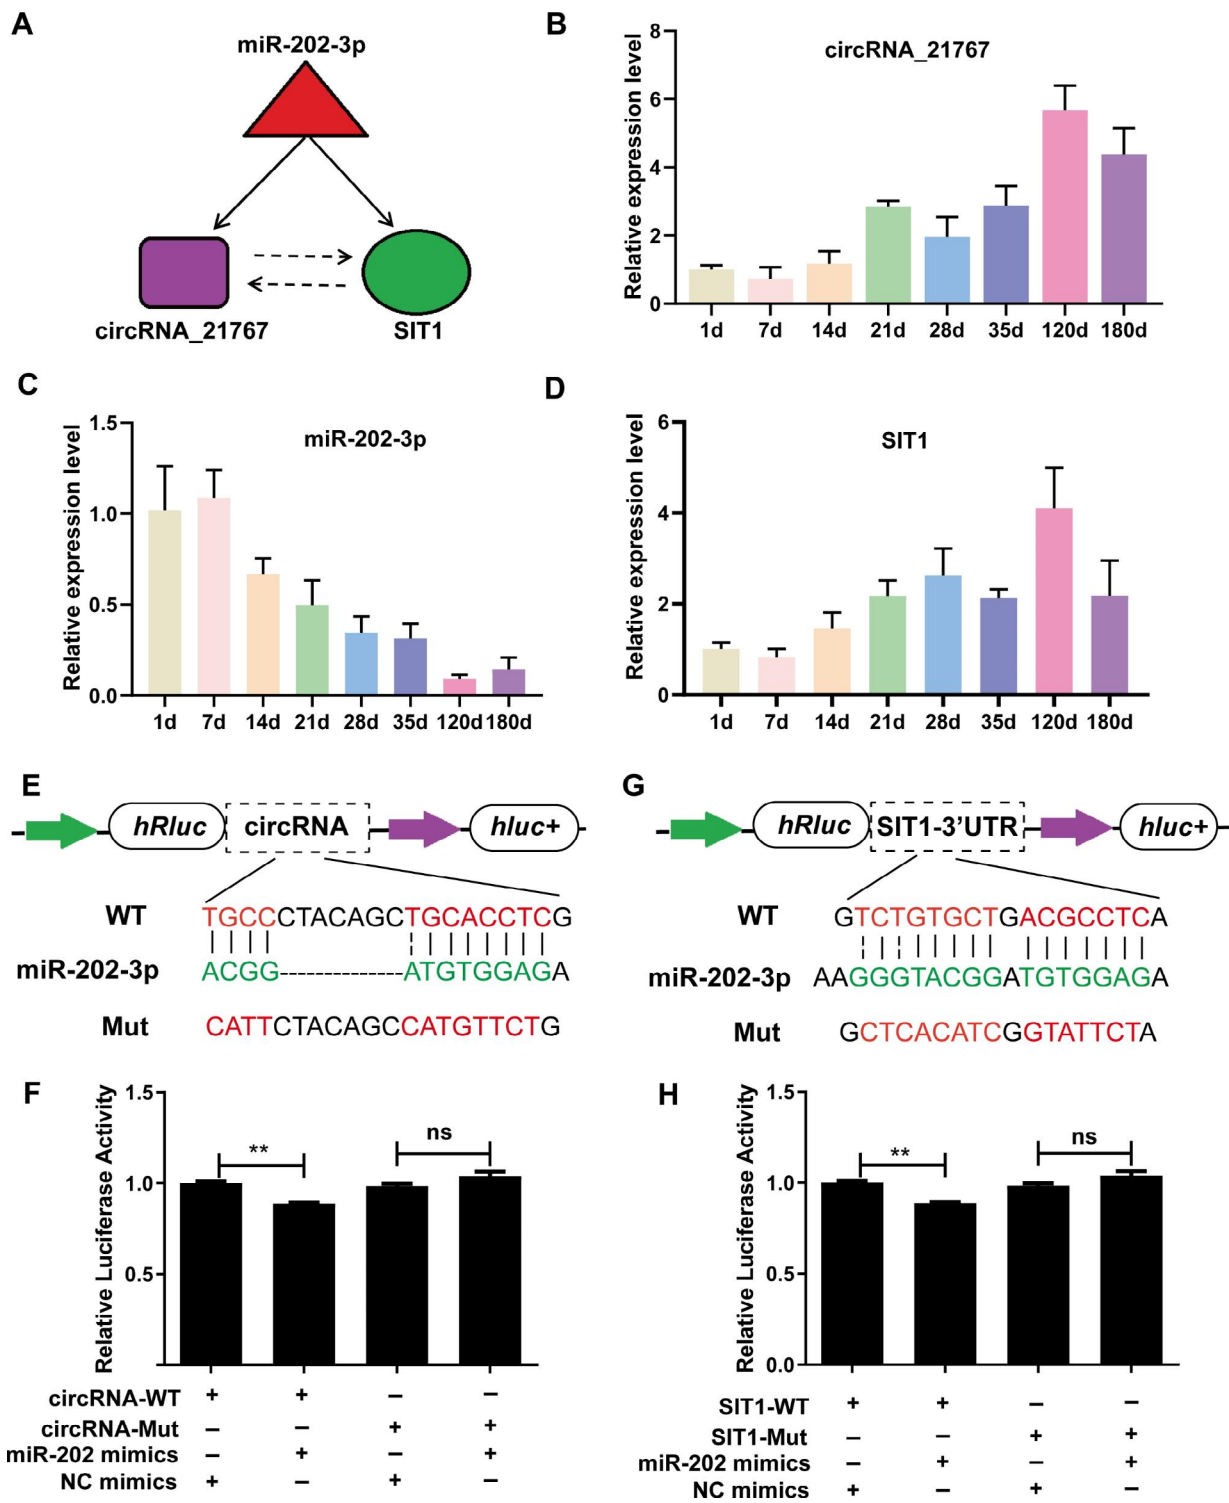 A
miR-202-3p
circRNA_21767
SIT1
B
circRNA_21767
Relative expression level
8
6
4
2
0
1d 7d 14d 21d 28d 35d 120d 180d
C
miR-202-3p
Relative expression level
1.5
1.0
0.5
0.0
1d 7d 14d 21d 28d 35d 120d 180d
D
SIT1
Relative expression level
6
4
2
0
1d 7d 14d 21d 28d 35d 120d 180d
E
hRluc circRNA hluc+
WT TGCCCTACAGCTGCACCTCG
miR-202-3p ACGG-------------ATGTGGAGA
Mut CATTCTACAGCCATGTTCTG
G
hRluc SIT1-3'UTR hluc+
WT GTCTGTGCTGACGCCTCA
miR-202-3p AAGGGTACGGATGTGGAGA
Mut GCTCACATCGGTATTCTA
F
Relative Luciferase Activity
1.5
1.0
0.5
** ns
circRNA-WT + + – –
circRNA-Mut – – + +
miR-202 mimics – + – +
NC mimics + – + –
H
Relative Luciferase Activity
1.5
1.0
0.5
0.0
** ns
SIT1-WT + + – –
SIT1-Mut – – + +
miR-202 mimics – + – +
NC mimics + – + –